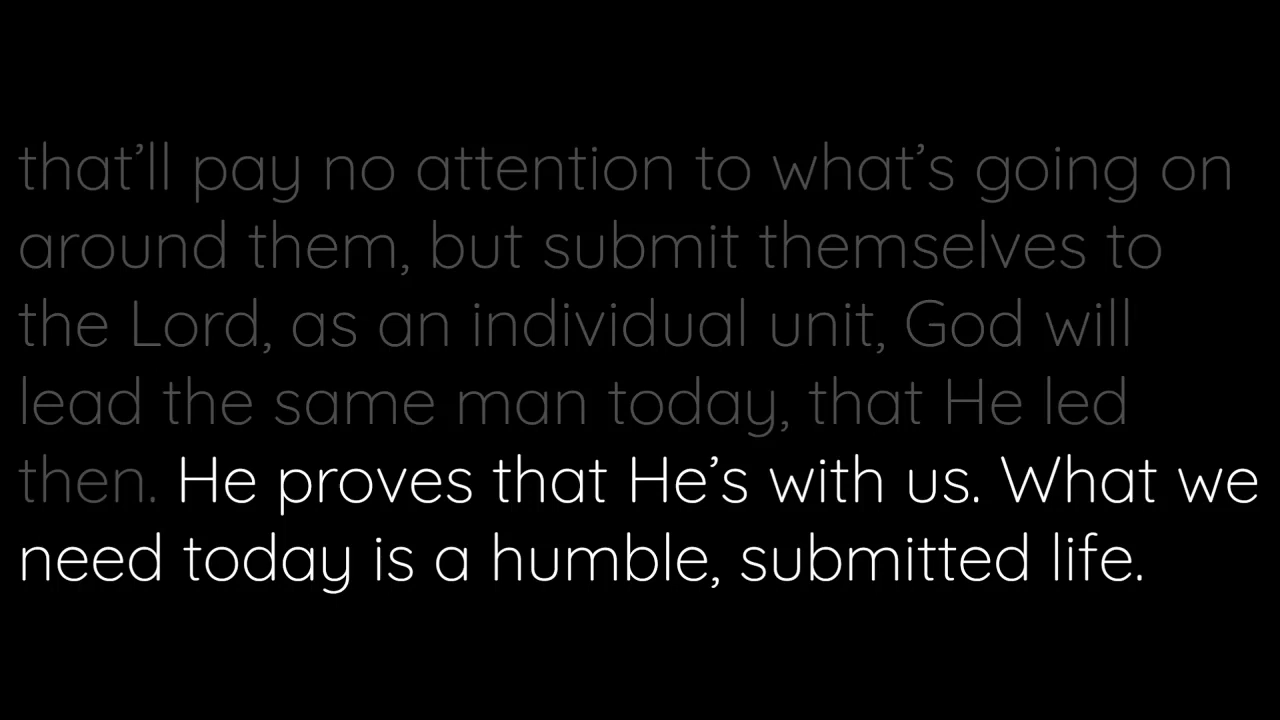 that’ll pay no attention to what’s going on
around them, but submit themselves to
the Lord, as an individual unit, God will
lead the same man today, that He led
then. He proves that He’s with us. What we
need today is a humble, submitted life.